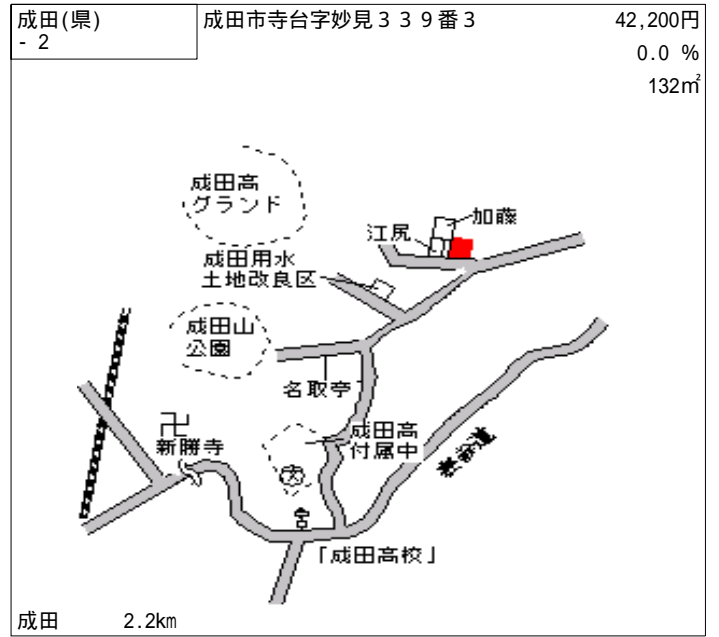 成田(県)
- 2
成田市寺台字妙見３３９番３
42,200円
0.0 %
132㎡
成田高
グランド
加藤
江尻
成田用水
土地改良区
成田山
公園
名取亭
卍
新勝寺
成田高
付属中
文
「成田高校」
成田 2.2km